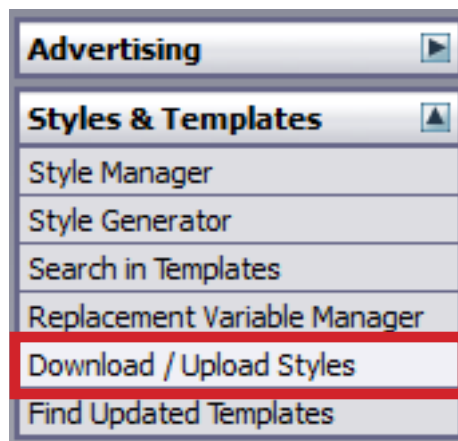 Advertising
Styles & Templates
Style Manager
Style Generator
Search in Templates
Replacement Variable Manager
Download / Upload Styles
Find Updated Templates